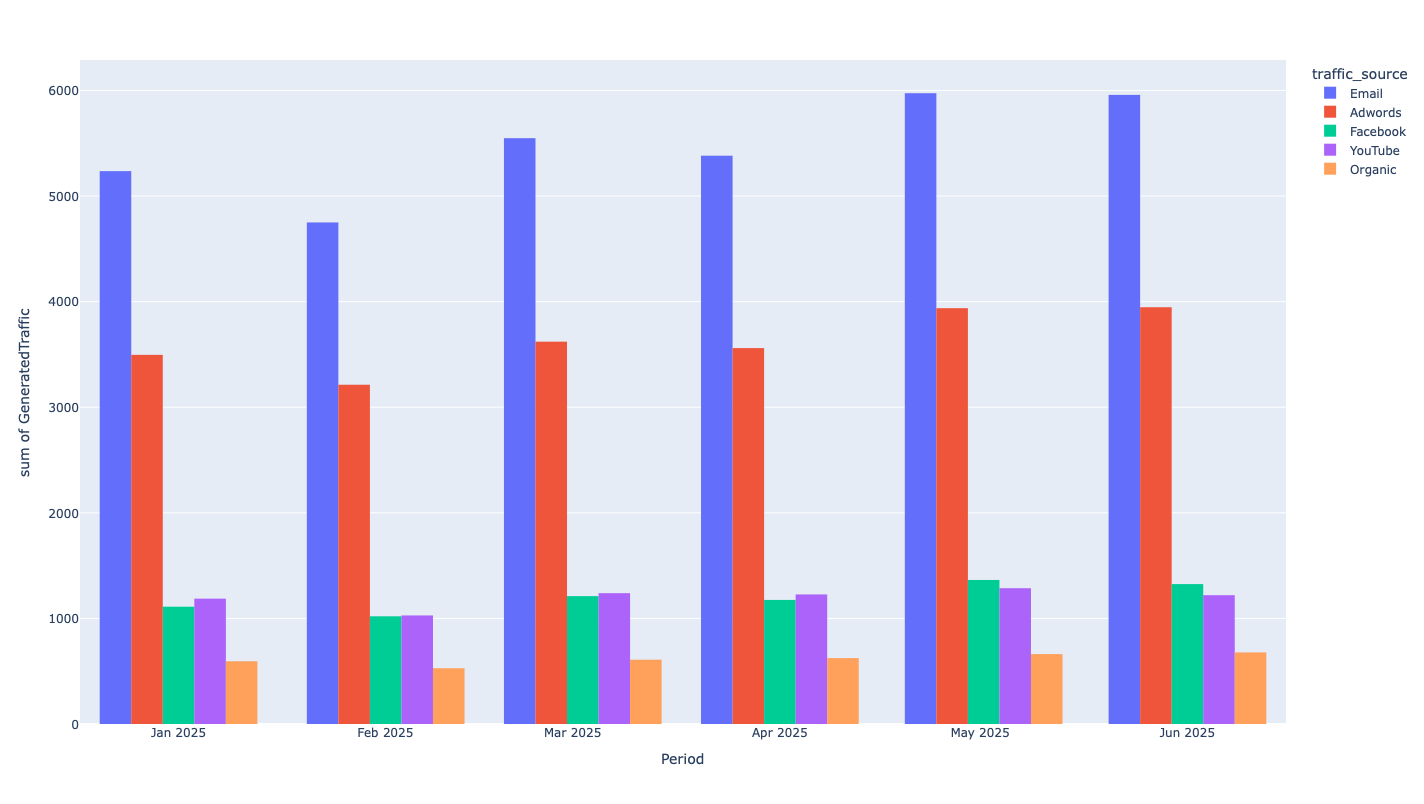 traffic_source
Email
Adwords
Facebook
YouTube
Organic
sum of GeneratedTraffic
6000
5000
4000
3000
2000
1000
0
Jan 2025
Feb 2025
Mar 2025
Apr 2025
May 2025
Jun 2025
Period